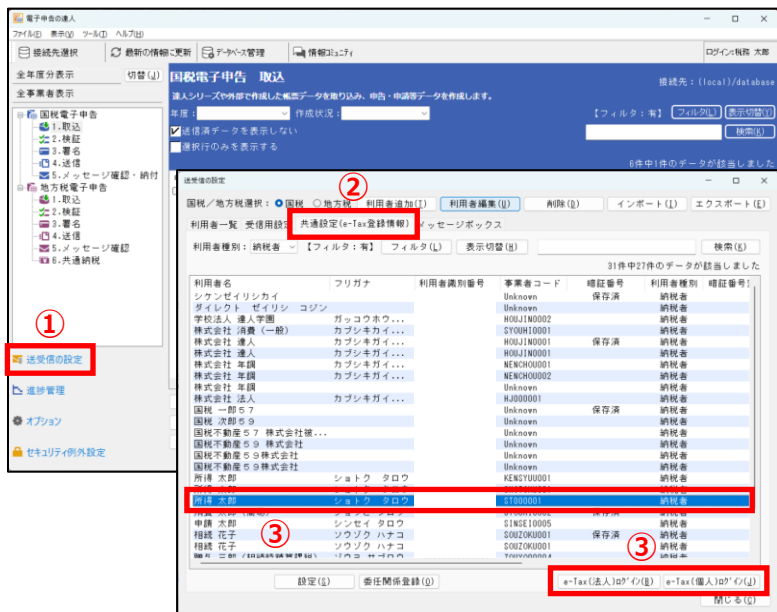 電子申告の達人
ファイル(F) 表示(V) ツール(T) ヘルプ(H)
接続先選択 最新の情報に更新 データベース管理 情報コミュニティ ログイン:税務 太郎
全年度分表示 切替(J)
全事業者表示
国税電子申告
1.取込
2.検証
3.署名
4.送信
5.メッセージ確認・納付
地方税電子申告
1.取込
2.検証
3.署名
4.送信
5.メッセージ確認
6.共通納税
①
送受信の設定
進捗管理
オプション
セキュリティ例外設定
国税電子申告 取込
接続先：(local)/database
達人シリーズや外部で作成した帳票データを取り込み、申告・申請等データを作成します。
年度： 作成状況： 【フィルタ：有】 フィルタ(L) 表示切替(Y)
送信済データを表示しない
検索(K)
選択行のみを表示する
6件中1件のデータが該当しました
送受信の設定
②
国税/地方税選択： 国税 地方税 利用者追加(T) 利用者編集(U) 削除(D) インポート(I) エクスポート(E)
利用者一覧 受信用設定 共通設定(e-Tax登録情報) メッセージボックス
利用者種別： 納税者 【フィルタ：有】 フィルタ(L) 表示切替(H) 検索(K)
31件中27件のデータが該当しました
利用者名 フリガナ 利用者識別番号 事業者コード 暗証番号 利用者種別 暗証番号
シケンゼイリシカイ Unknown 保存済 納税者
ダイレクト ゼイリシ コジン Unknown 納税者
学校法人 達人学園 ガッコウホウ... HOUJIN0002 納税者
株式会社 消費（一般） カブシキカイ... SYOUHI0001 納税者
株式会社 達人 カブシキガイ... HOUJIN0001 保存済 納税者
株式会社 達人 カブシキガイ... HOUJIN0001 納税者
株式会社 年調 カブシキガイ... NENCHOU001 納税者
株式会社 年調 カブシキガイ... NENCHOU002 納税者
株式会社 年調 Unknown 納税者
株式会社 法人 カブシキガイ... HJ000001 納税者
国税 一郎５７ Unknown 保存済 納税者
国税 次郎５９ Unknown 納税者
国税不動産５７ 株式会社被... Unknown 納税者
国税不動産５９ 株式会社 Unknown 納税者
国税不動産５９株式会社 Unknown 納税者
国税不動産５９株式会社 Unknown 納税者
所得 太郎 ショトク タロウ KENSYUU001 納税者
所得 太郎 ショトク タロウ ST000001 納税者
申請 太郎 シンセイ タロウ SINSEI0005 納税者
相続 花子 ソウゾク ハナコ SOUZOKU001 保存済 納税者
相続 花子 ソウゾク ハナコ SOUZOKU001 納税者
③
③
設定(S) 委任関係登録(O) e-Tax(法人)ログイン(B) e-Tax(個人)ログイン(J)
閉じる(C)